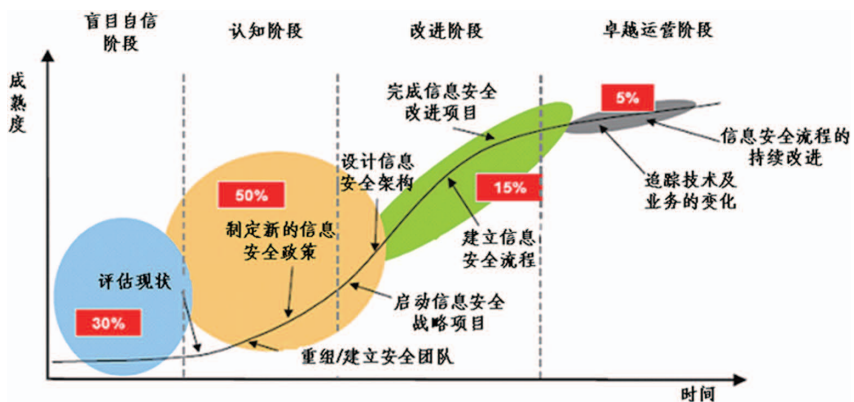 盲目自信
阶段
认知阶段
改进阶段
卓越运营阶段
成
熟
度
完成信息安全
改进项目
5%
信息安全流程的
持续改进
设计信息
安全架构
追踪技术及
业务的变化
50%
15%
制定新的信息
安全政策
建立信息
安全流程
评估现状
启动信息安全
战略项目
30%
重组/建立安全团队
时间